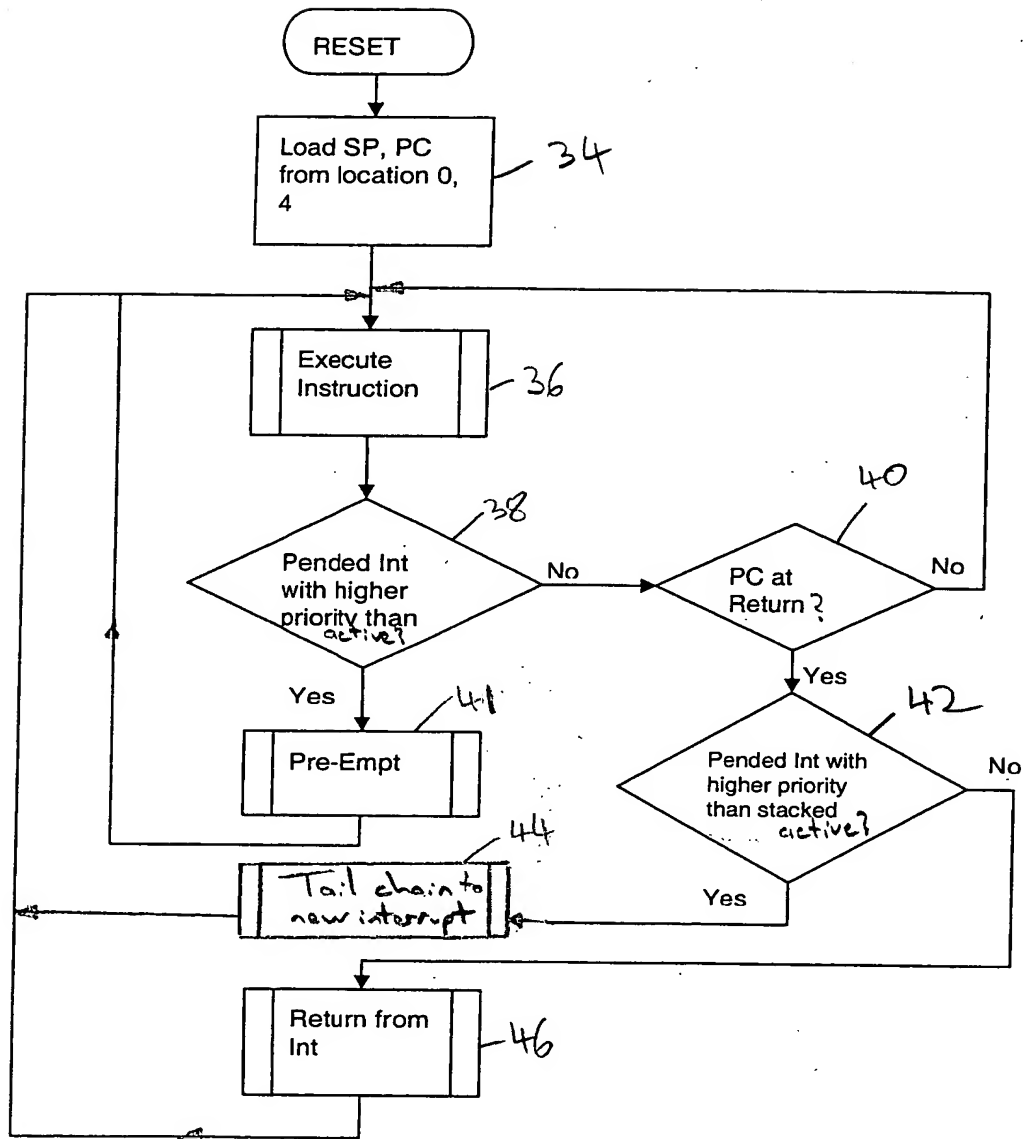 RESET
Load SP, PC
from location 0,
4
34
Execute
Instruction
36
Pended Int
with higher
priority than
active?
38
No
PC at
Return?
40
No
Yes
Yes
Pre-Empt
41
Pended Int with
higher priority
than stacked
active?
42
No
Yes
Tail chain to
new interrupt
44
Return from
Int
46